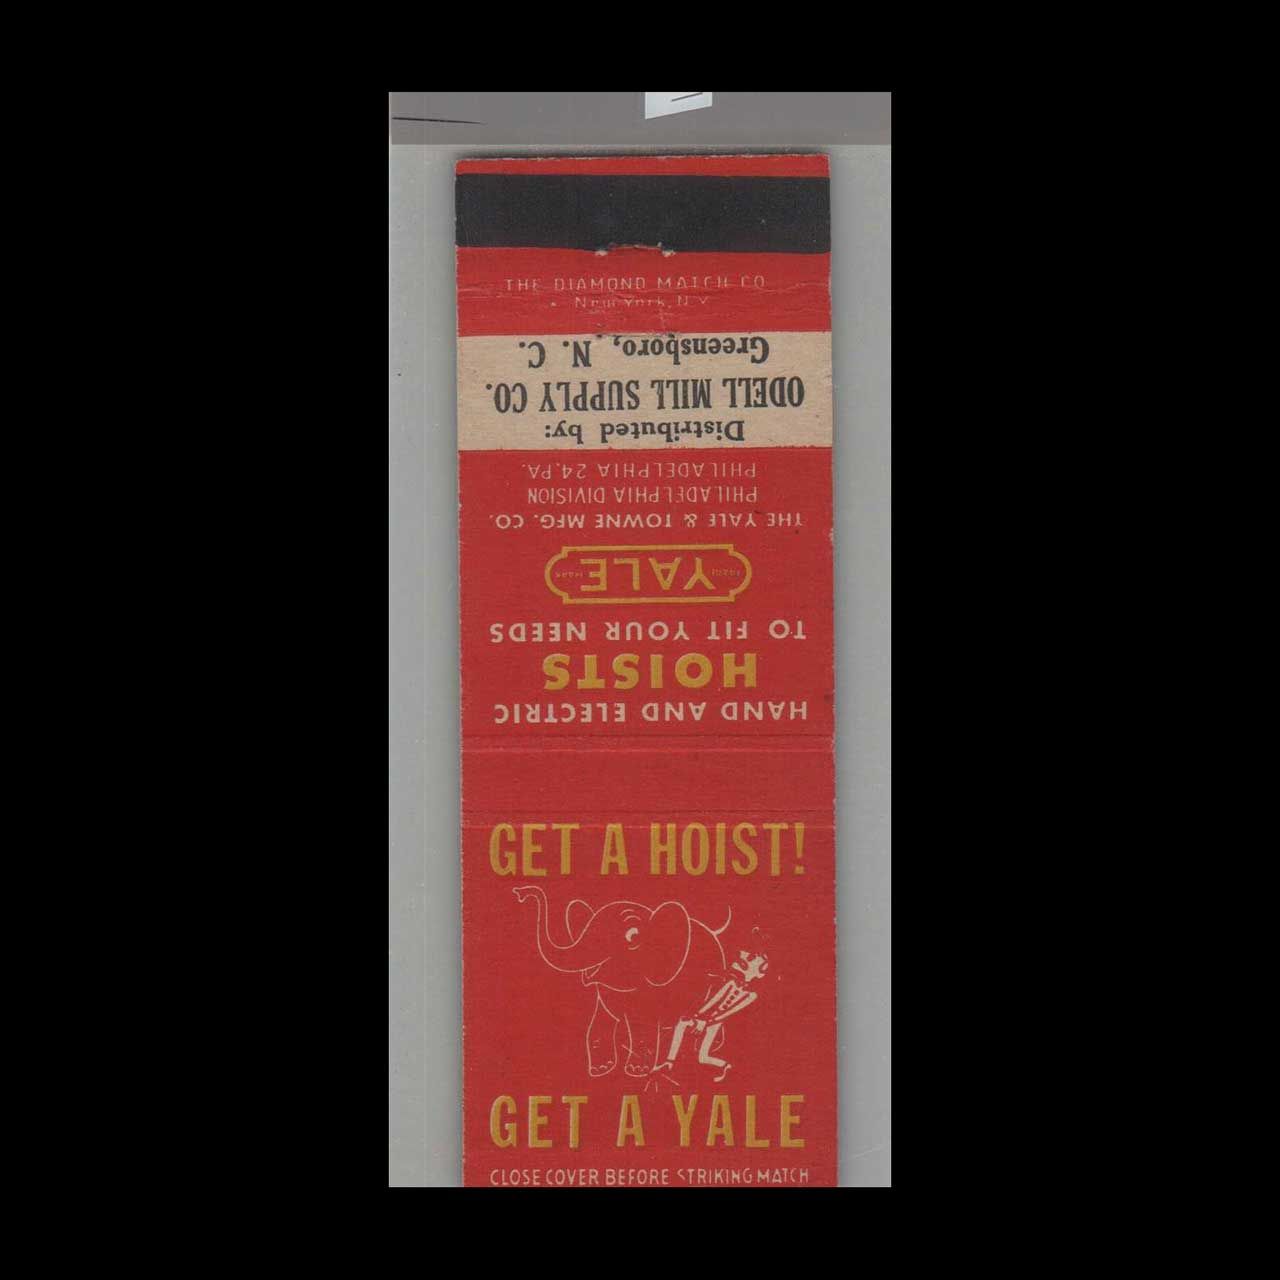 THE DIAMOND MATCH CO
New York, N.Y.
Distributed by:
ODELL MILL SUPPLY CO.
Greensboro, N. C.
HAND AND ELECTRIC
HOISTS
TO FIT YOUR NEEDS
TRADE YALE MARK
THE YALE & TOWNE MFG. CO.
PHILADELPHIA DIVISION
PHILADELPHIA 24, PA.
GET A HOIST!
GET A YALE
CLOSE COVER BEFORE STRIKING MATCH